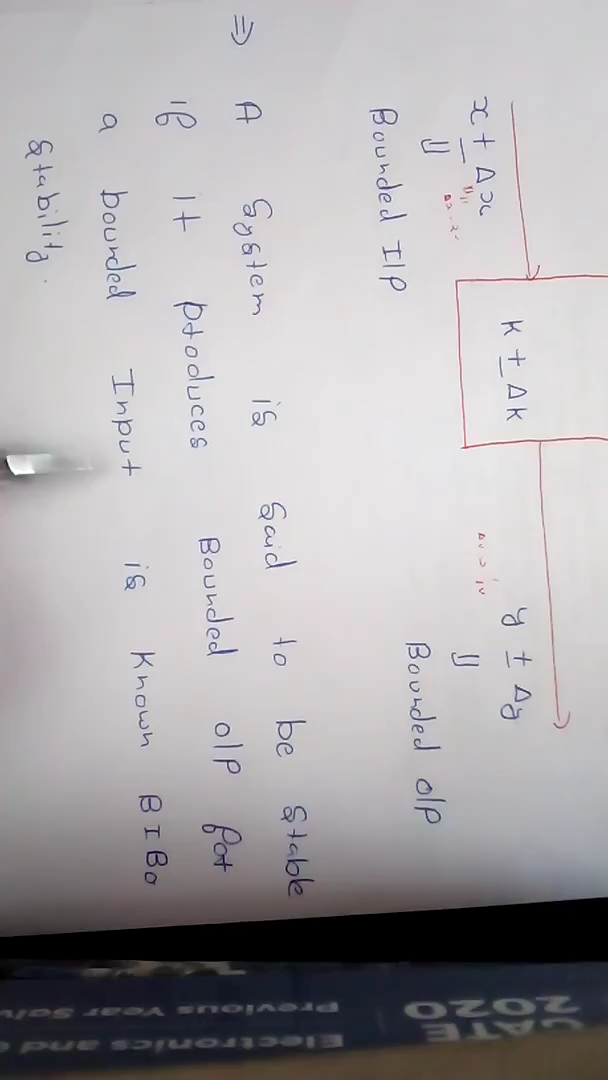 x ± Δx
K ± ΔK
y ± Δy
Bounded I/P
Bounded o/p
⇒ A System is Said to be Stable
if it produces Bounded o/p for
a bounded Input is Known BIBO
Stability.
GATE
2020
Electronics and
Previous Year